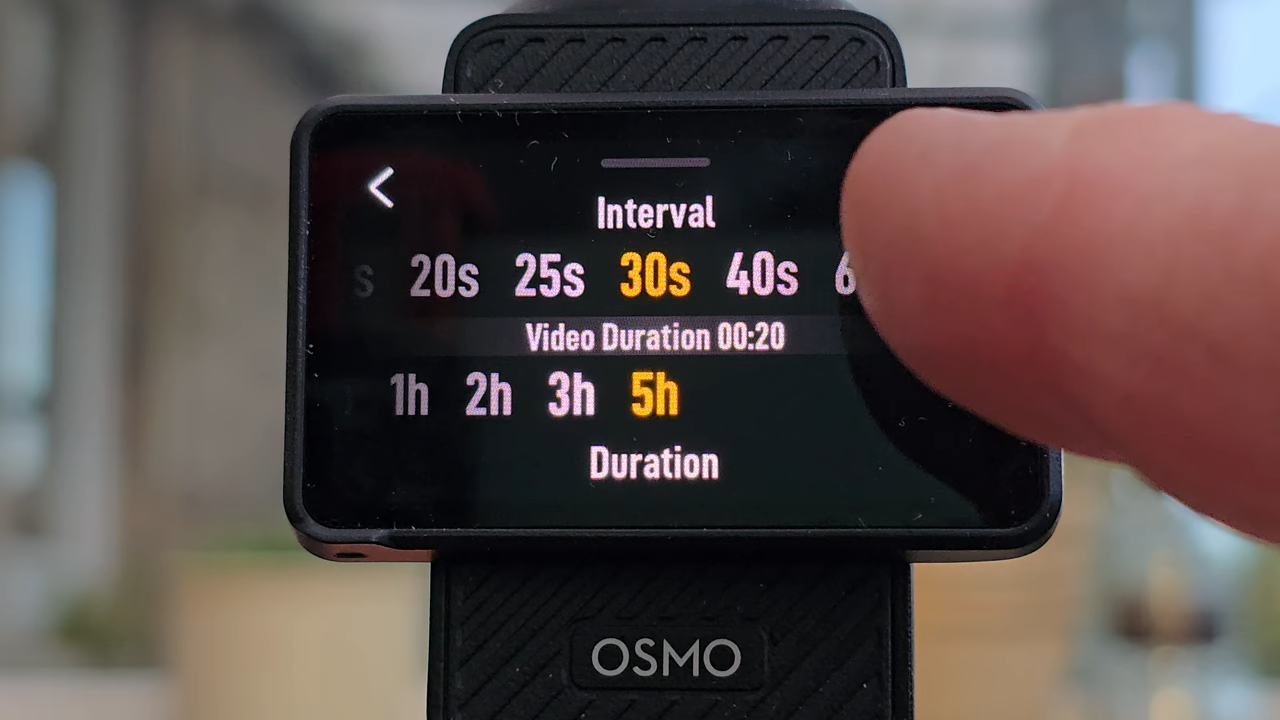 Interval
20s 25s 30s 40s
Video Duration 00:20
1h 2h 3h 5h
Duration
OSMO